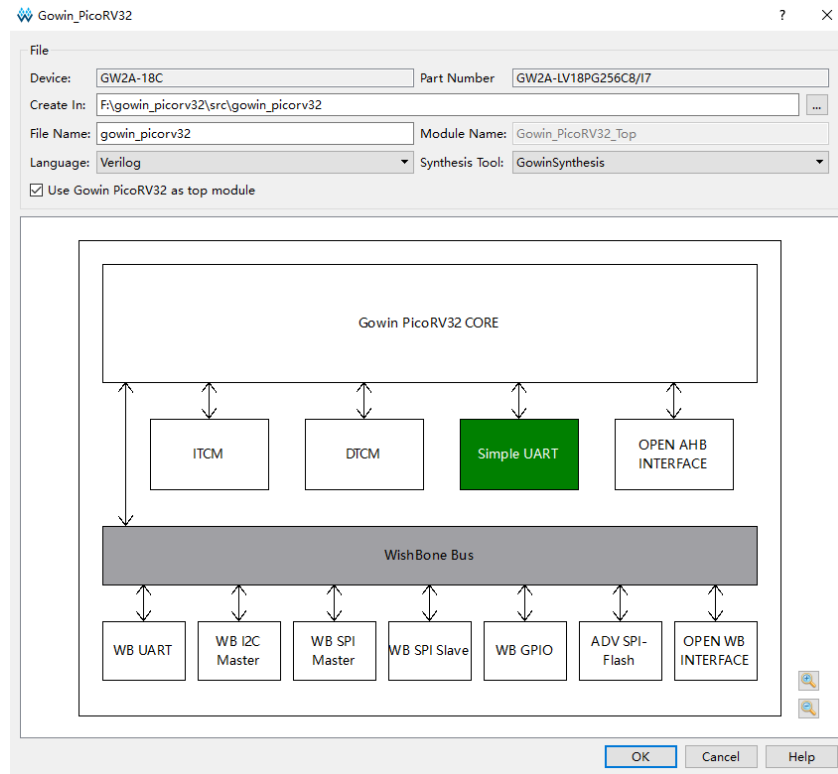 Gowin_PicoRV32
?
File
Device: GW2A-18C Part Number GW2A-LV18PG256C8/I7
Create In: F:\gowin_picorv32\src\gowin_picorv32 ...
File Name: gowin_picorv32 Module Name: Gowin_PicoRV32_Top
Language: Verilog Synthesis Tool: GowinSynthesis
Use Gowin PicoRV32 as top module
Gowin PicoRV32 CORE
ITCM
DTCM
Simple UART
OPEN AHB
INTERFACE
WishBone Bus
WB UART
WB I2C
Master
WB SPI
Master
WB SPI Slave
WB GPIO
ADV SPI-
Flash
OPEN WB
INTERFACE
OK Cancel Help